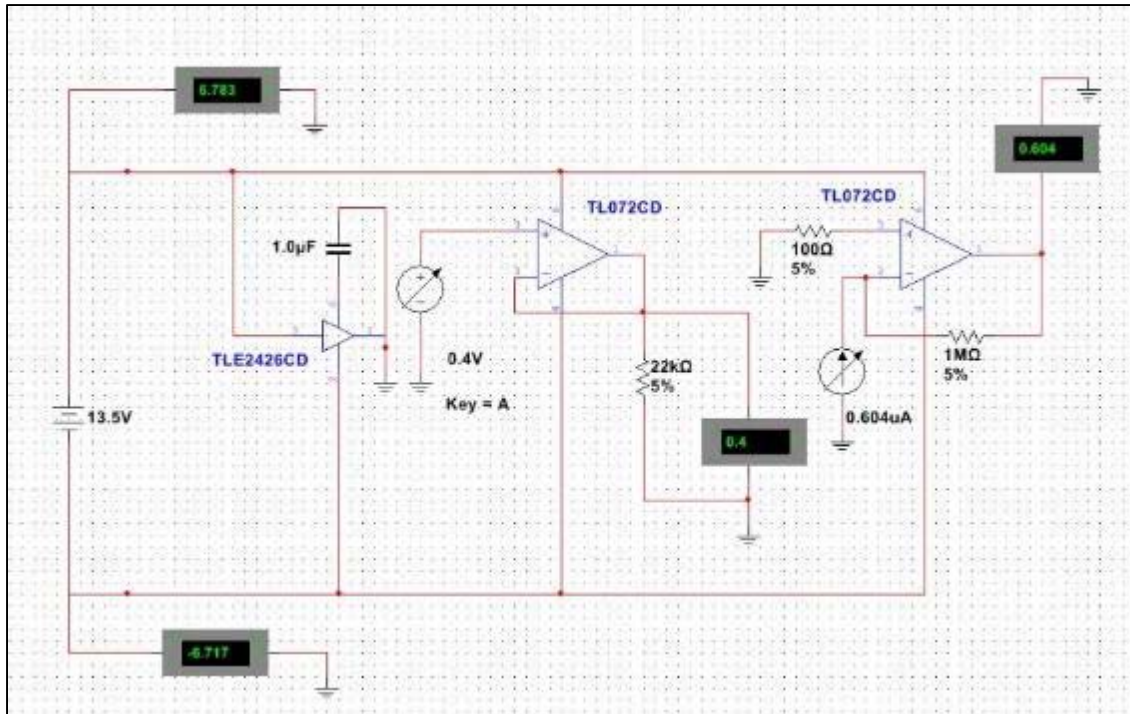 6.783
TL072CD
TL072CD
0.604
1.0µF
100Ω
5%
TLE2426CD
0.4V
Key = A
22kΩ
5%
1MΩ
5%
13.5V
0.604uA
0.4
-6.717